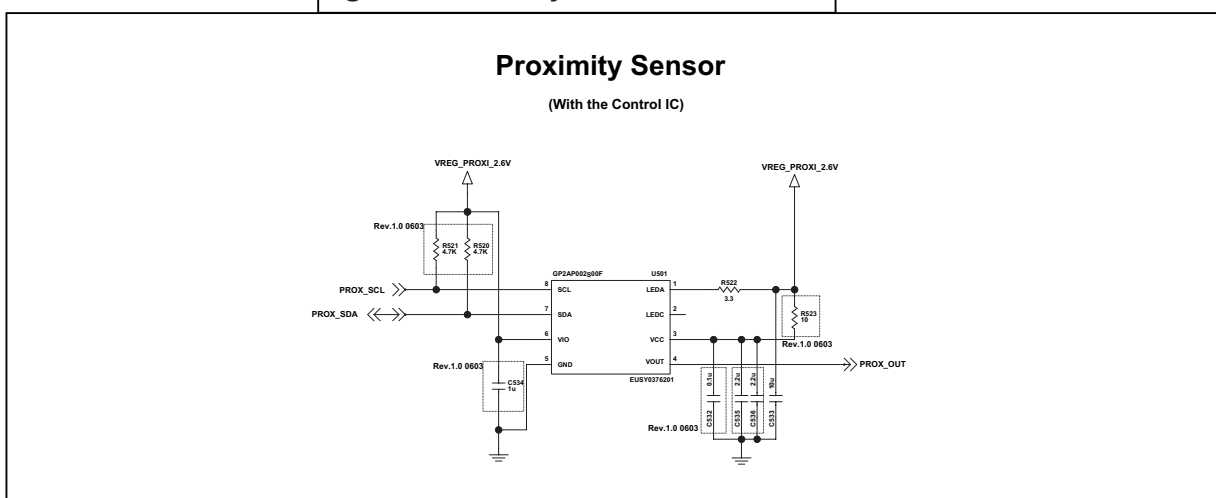 Proximity Sensor
(With the Control IC)
VREG_PROXI_2.6V
VREG_PROXI_2.6V
Rev.1.0 0603
R521
4.7K
R520
4.7K
GP2AP002S00F
U501
PROX_SCL
8
SCL
LEDA
1
R522
3.3
PROX_SDA
7
SDA
LEDC
2
R523
10
6
VIO
VCC
3
Rev.1.0 0603
5
GND
VOUT
4
PROX_OUT
Rev.1.0 0603
C534
1u
EUSY0376201
0.1u
2.2u
2.2u
10u
C532
C535
C536
C533
Rev.1.0 0603